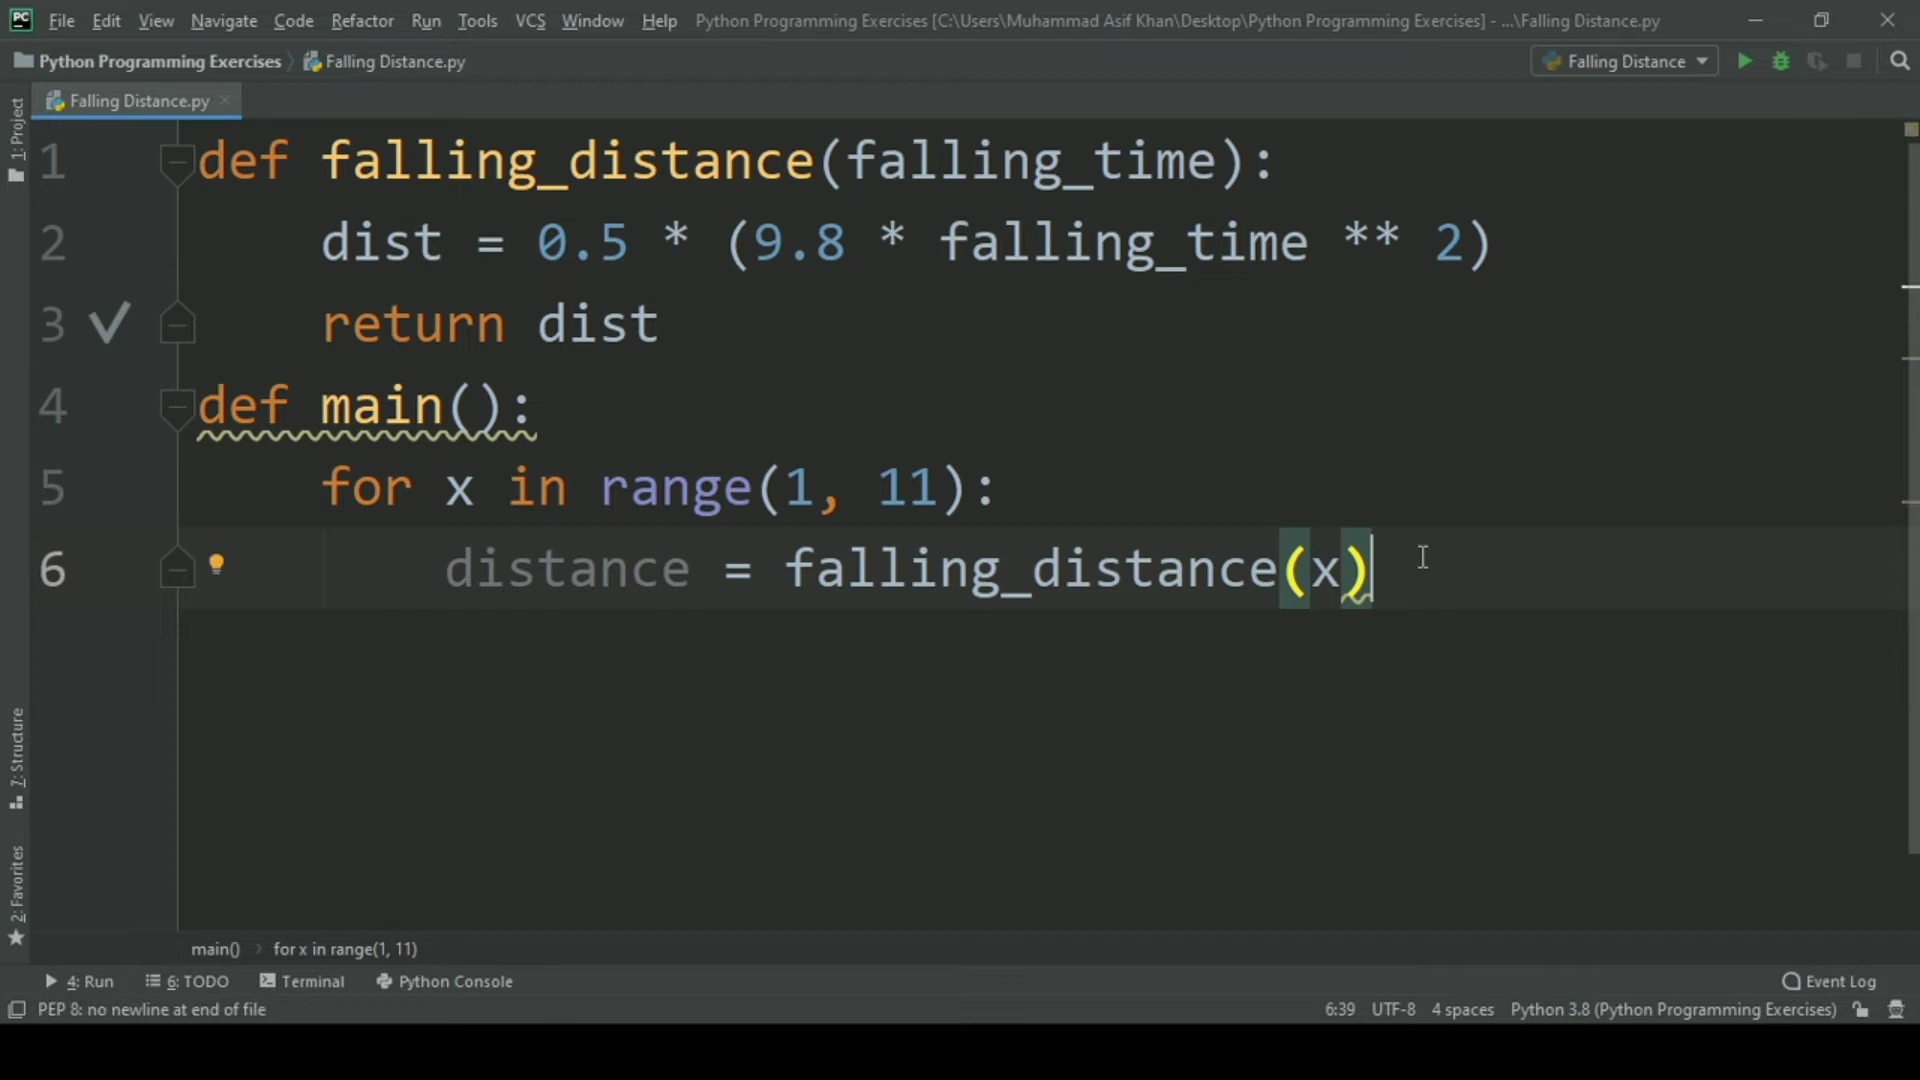 PC File Edit View Navigate Code Refactor Run Tools VCS Window Help Python Programming Exercises [C:\Users\Muhammad Asif Khan\Desktop\Python Programming Exercises] - ...\Falling Distance.py
Python Programming Exercises Falling Distance.py Falling Distance
Falling Distance.py
1: Project
1 def falling_distance(falling_time):
2 dist = 0.5 * (9.8 * falling_time ** 2)
3 return dist
4 def main():
5 for x in range(1, 11):
6 distance = falling_distance(x)
7: Structure
2: Favorites
main() for x in range(1, 11)
4: Run 6: TODO Terminal Python Console Event Log
PEP 8: no newline at end of file 6:39 UTF-8 4 spaces Python 3.8 (Python Programming Exercises)